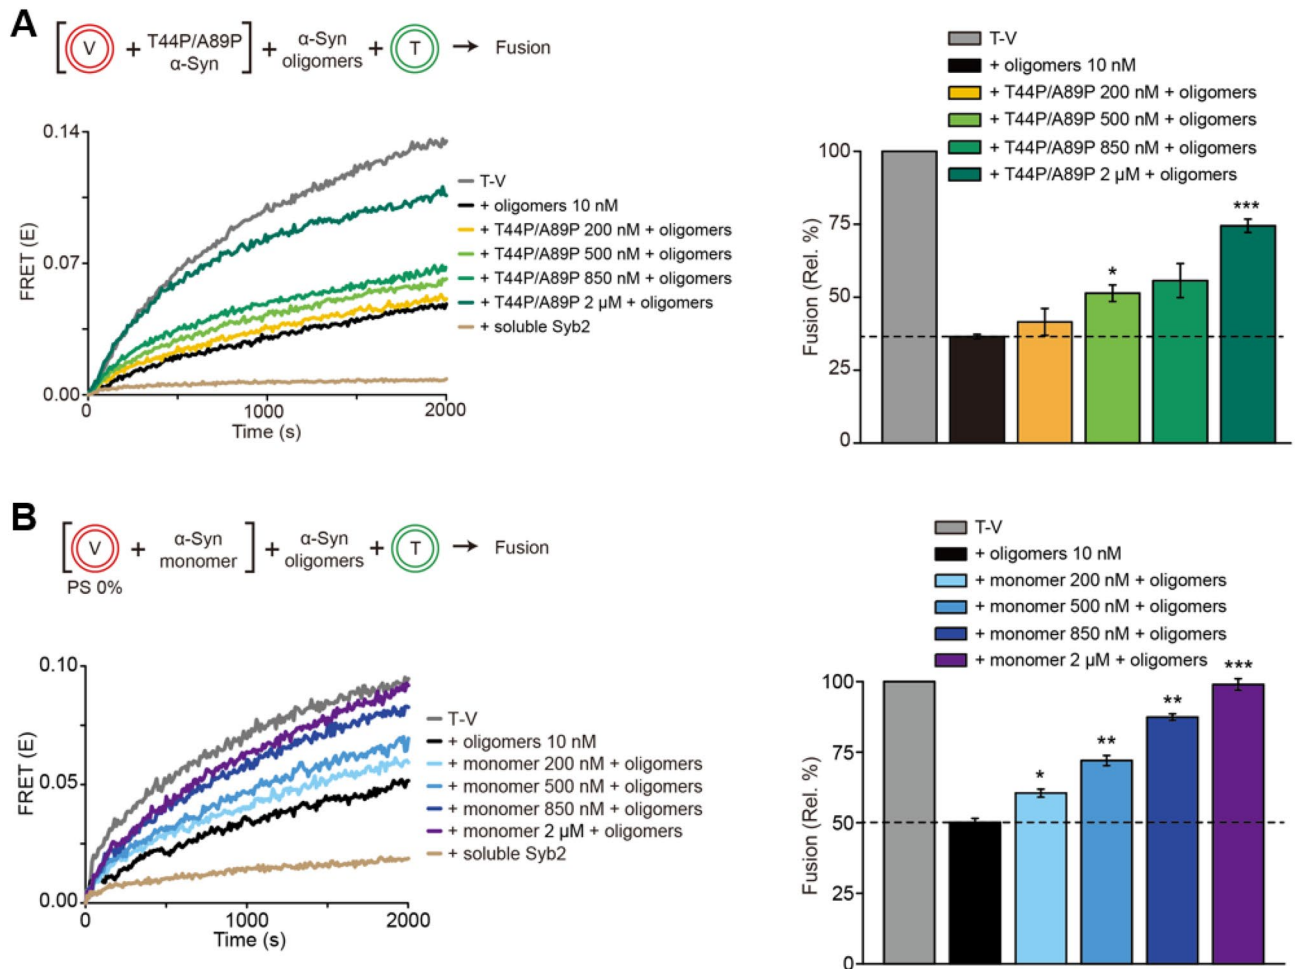 A
V
+
T44P/A89P
α-Syn
+
α-Syn
oligomers
+
T
Fusion
FRET (E)
0.14
0.07
0.00
0
1000
2000
Time (s)
T-V
+ oligomers 10 nM
+ T44P/A89P 200 nM + oligomers
+ T44P/A89P 500 nM + oligomers
+ T44P/A89P 850 nM + oligomers
+ T44P/A89P 2 µM + oligomers
+ soluble Syb2
T-V
+ oligomers 10 nM
+ T44P/A89P 200 nM + oligomers
+ T44P/A89P 500 nM + oligomers
+ T44P/A89P 850 nM + oligomers
+ T44P/A89P 2 µM + oligomers
Fusion (Rel. %)
100
75
50
25
0
*
***
B
V
+
α-Syn
monomer
+
α-Syn
oligomers
+
T
Fusion
PS 0%
FRET (E)
0.10
0.05
0.00
0
1000
2000
Time (s)
T-V
+ oligomers 10 nM
+ monomer 200 nM + oligomers
+ monomer 500 nM + oligomers
+ monomer 850 nM + oligomers
+ monomer 2 µM + oligomers
+ soluble Syb2
T-V
+ oligomers 10 nM
+ monomer 200 nM + oligomers
+ monomer 500 nM + oligomers
+ monomer 850 nM + oligomers
+ monomer 2 µM + oligomers
Fusion (Rel. %)
100
75
50
25
0
*
**
**
***